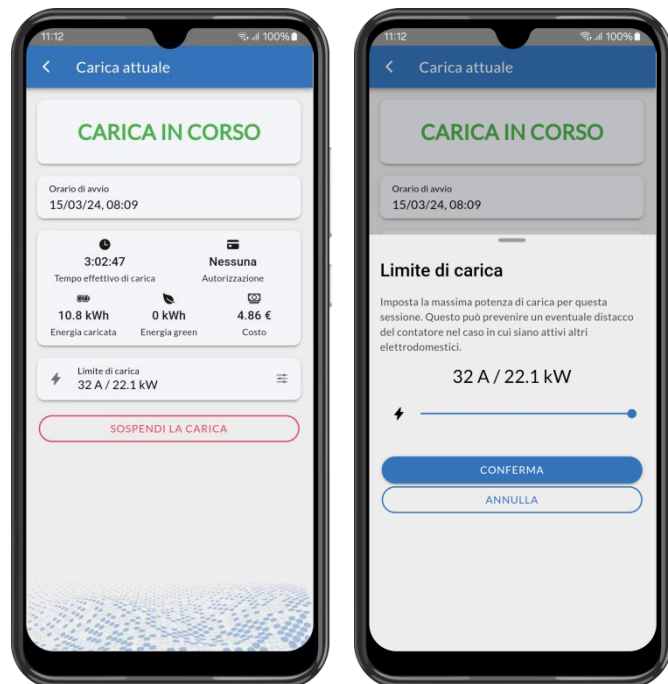 11:12
100%
Carica attuale
CARICA IN CORSO
Orario di avvio
15/03/24, 08:09
3:02:47
Tempo effettivo di carica
Nessuna
Autorizzazione
10.8 kWh
Energia caricata
0 kWh
Energia green
4.86 €
Costo
Limite di carica
32 A / 22.1 kW
SOSPENDI LA CARICA
11:12
100%
Carica attuale
CARICA IN CORSO
Orario di avvio
15/03/24, 08:09
Limite di carica
Imposta la massima potenza di carica per questa
sessione. Questo può prevenire un eventuale distacco
del contatore nel caso in cui siano attivi altri
elettrodomestici.
32 A / 22.1 kW
CONFERMA
ANNULLA